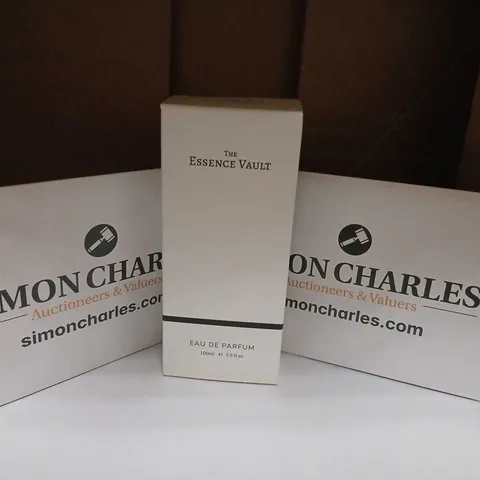 THE
ESSENCE VAULT
EAU DE PARFUM
100ml ℮ 3.4 fl oz
MON CHARLES
Auctioneers & Valuers
simoncharles.com
ON CHARLES
Auctioneers & Valuers
simoncharles.com